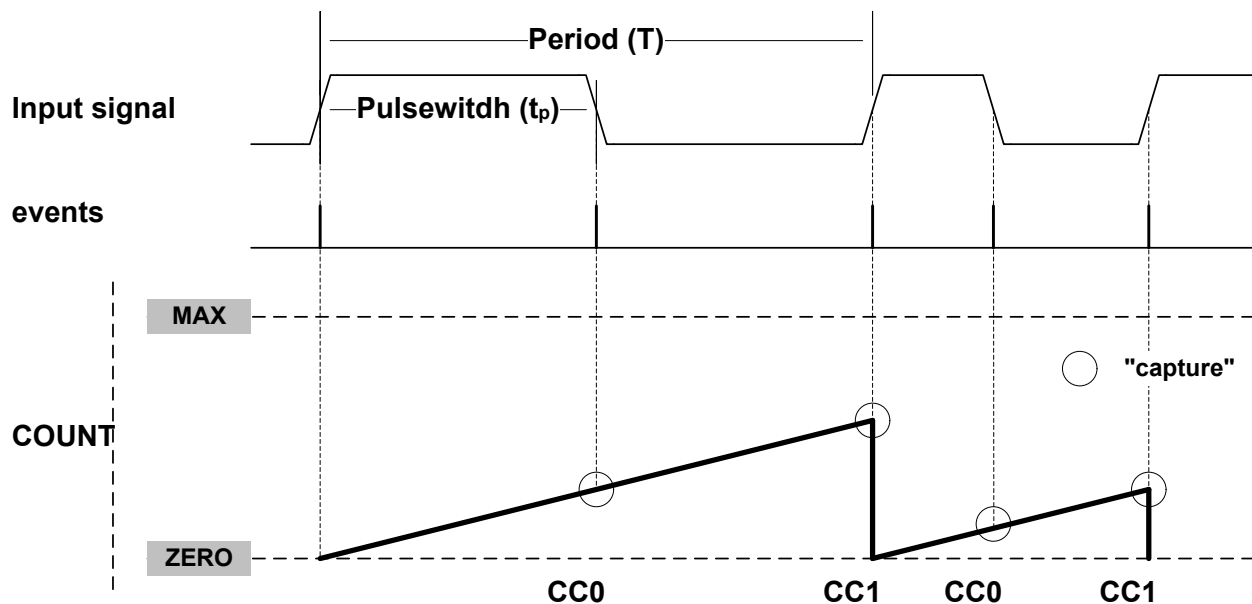 Period (T)
Input signal
Pulsewitdh (tp)
events
MAX
"capture"
COUNT
ZERO
CC0 CC1 CC0 CC1